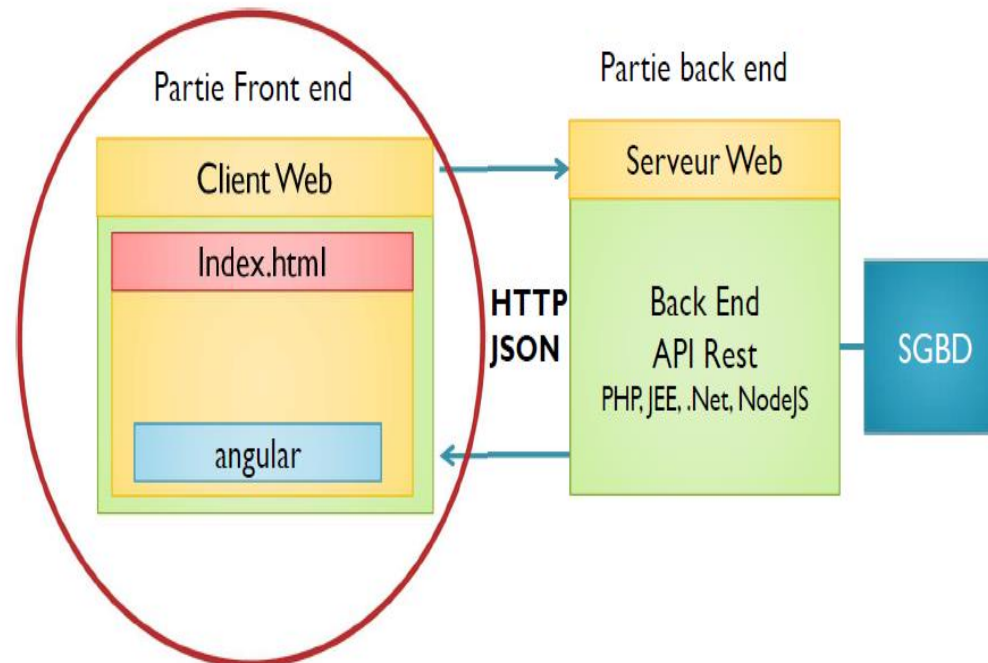 Partie Front end
Client Web
Index.html
angular
HTTP
JSON
Partie back end
Serveur Web
Back End
API Rest
PHP, JEE, .Net, NodeJS
SGBD